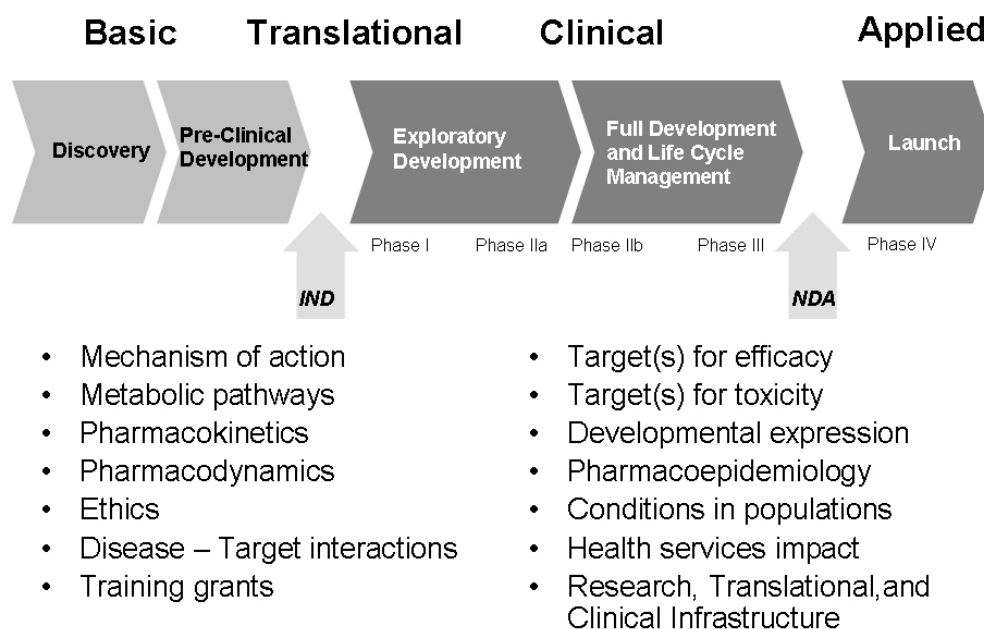 Basic Translational Clinical Applied
Discovery
Pre-Clinical
Development
Exploratory
Development
Full Development
and Life Cycle
Management
Launch
Phase I Phase IIa Phase IIb Phase III Phase IV
IND
NDA
• Mechanism of action
• Metabolic pathways
• Pharmacokinetics
• Pharmacodynamics
• Ethics
• Disease – Target interactions
• Training grants
• Target(s) for efficacy
• Target(s) for toxicity
• Developmental expression
• Pharmacoepidemiology
• Conditions in populations
• Health services impact
• Research, Translational,and
Clinical Infrastructure